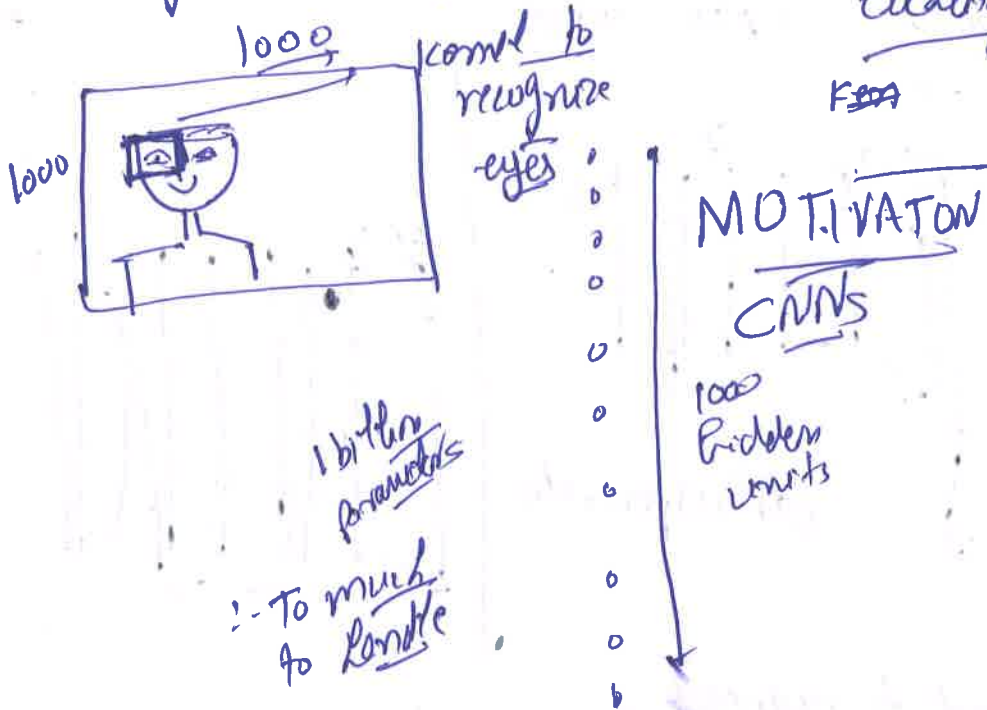 1000
kernel to
recognize
eyes
1000
MOTIVATON
CNNs
1000
hidden
units
1 billion
parameters
:- To much
to handle